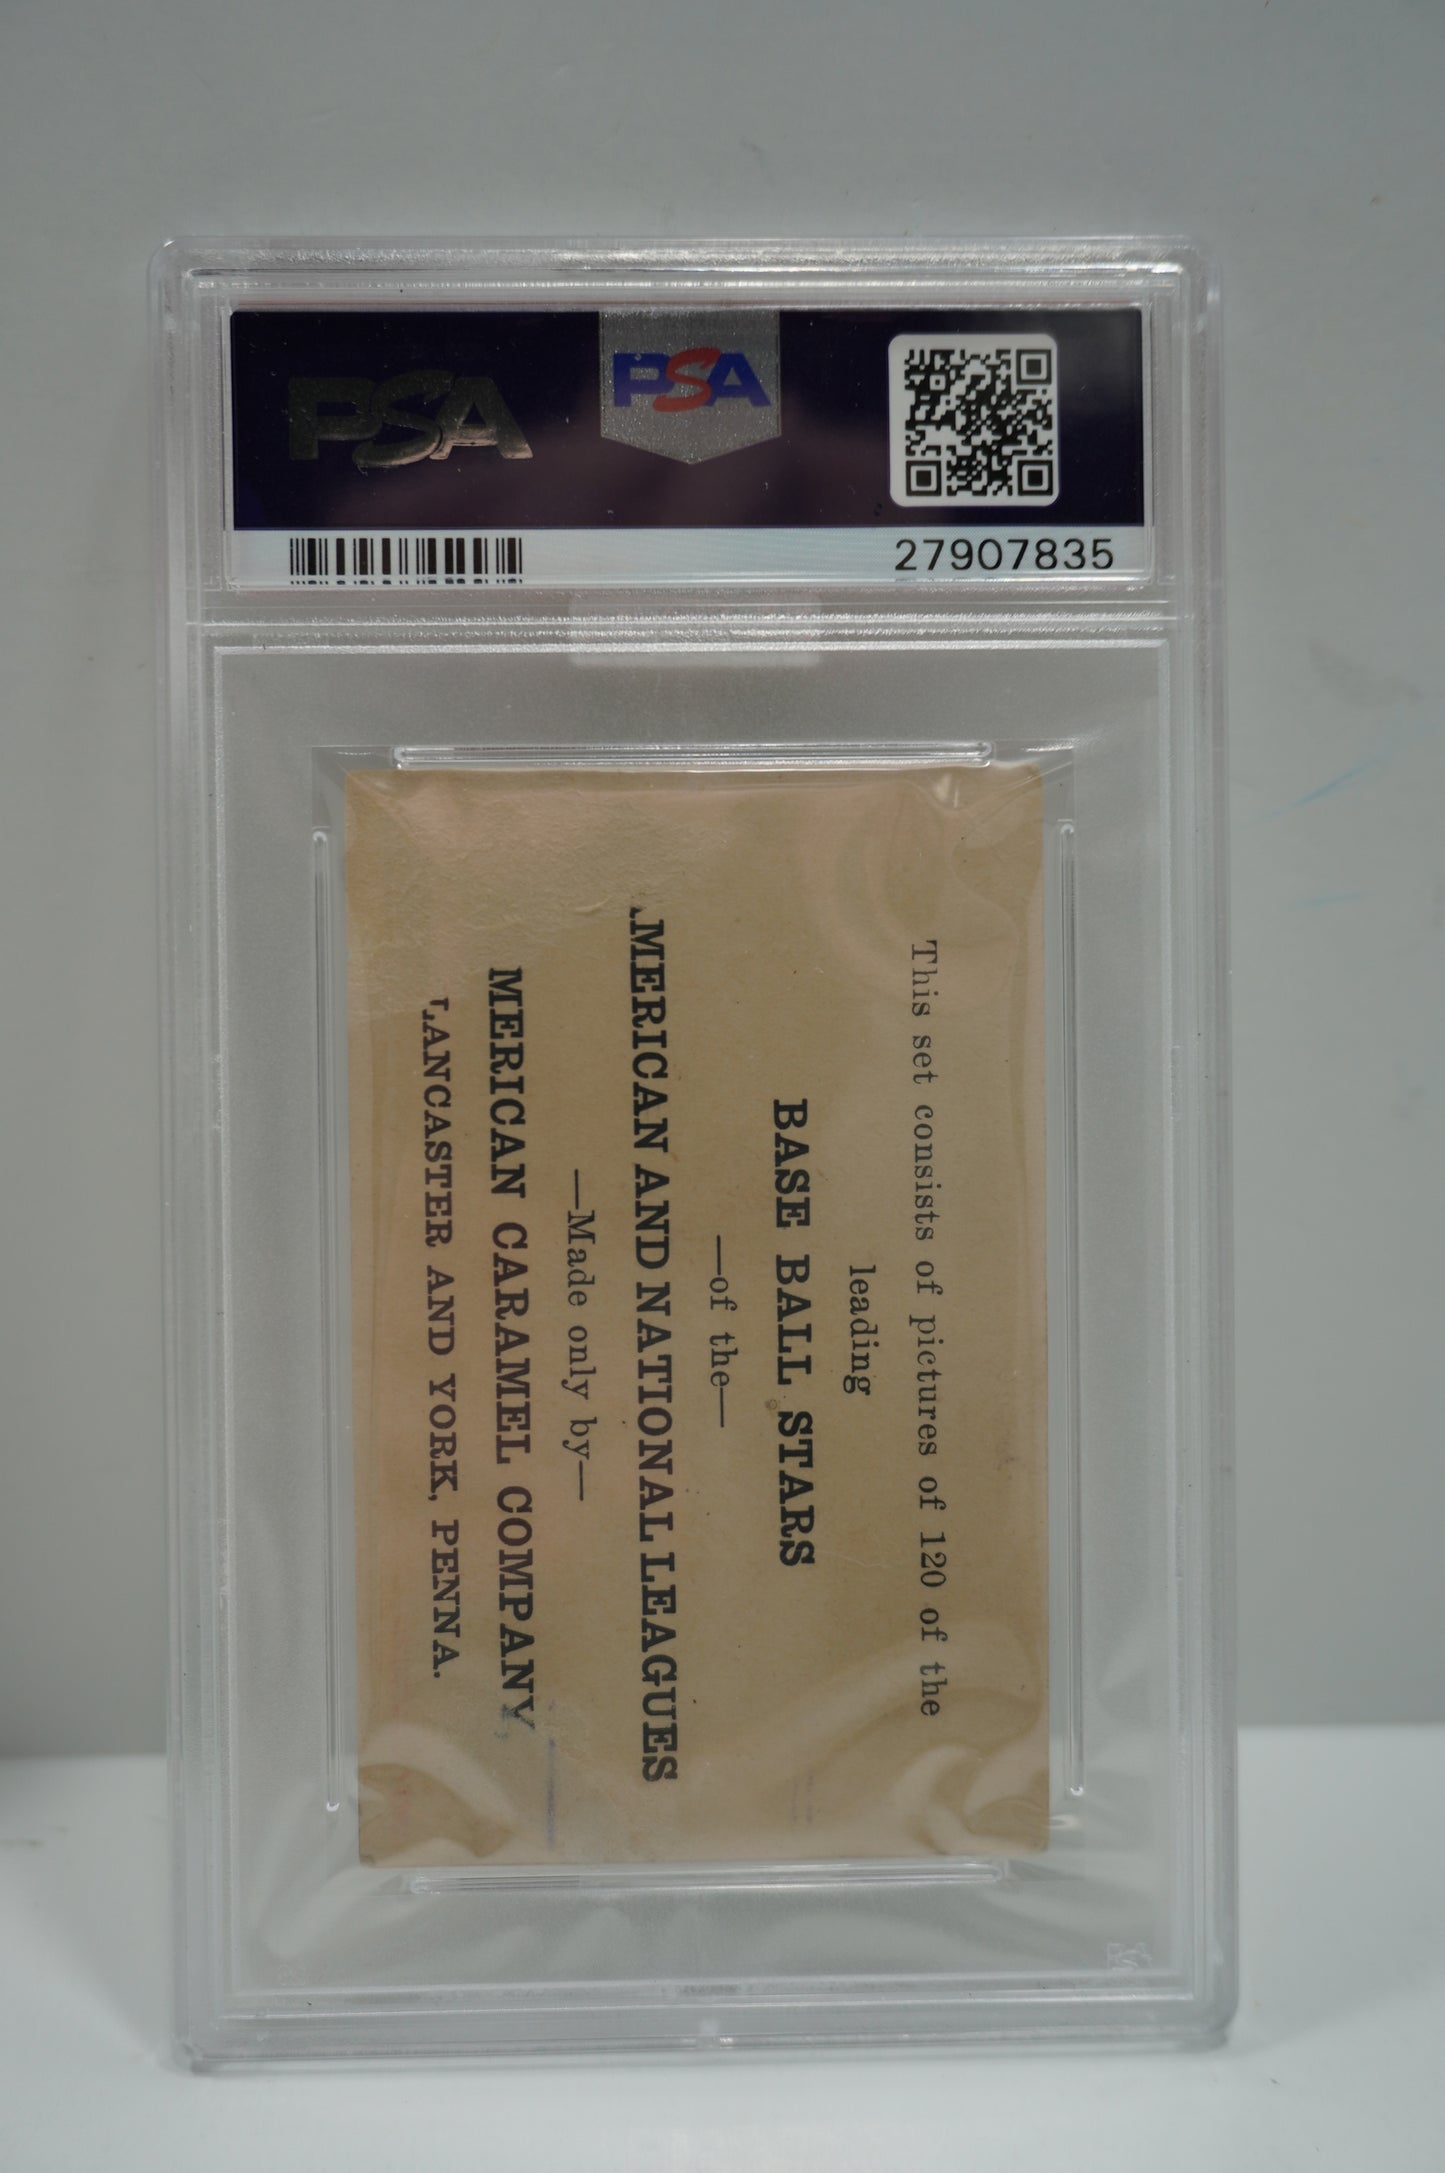 PSA
PSA
27907835
This set consists of pictures of 120 of the
leading
BASE BALL STARS
—of the—
AMERICAN AND NATIONAL LEAGUES
—Made only by—
MERICAN CARAMEL COMPANY
LANCASTER AND YORK, PENNA.